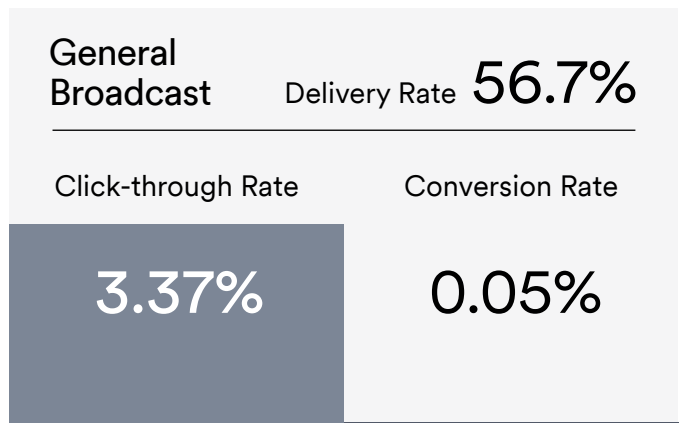 General
Broadcast
Delivery Rate 56.7%
Click-through Rate
Conversion Rate
3.37%
0.05%